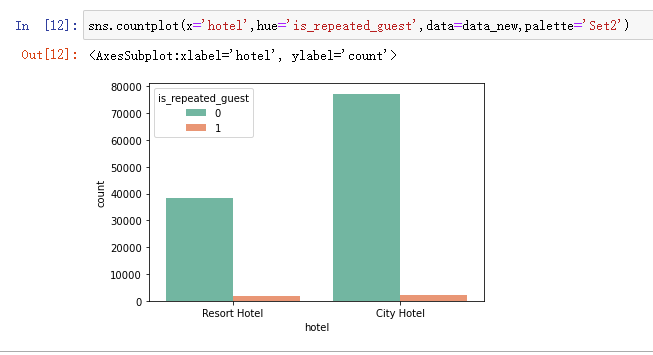 In [12]: sns.countplot(x='hotel',hue='is_repeated_guest',data=data_new,palette='Set2')
Out[12]: <AxesSubplot:xlabel='hotel', ylabel='count'>
is_repeated_guest
0
1
80000
70000
60000
50000
40000
30000
20000
10000
0
count
Resort Hotel City Hotel
hotel